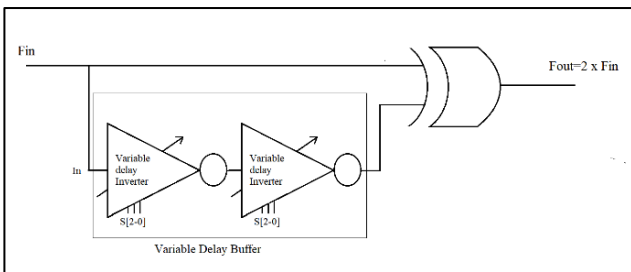 Fin
Fout=2 x Fin
In
Variable
delay
Inverter
Variable
delay
Inverter
S[2-0]
S[2-0]
Variable Delay Buffer